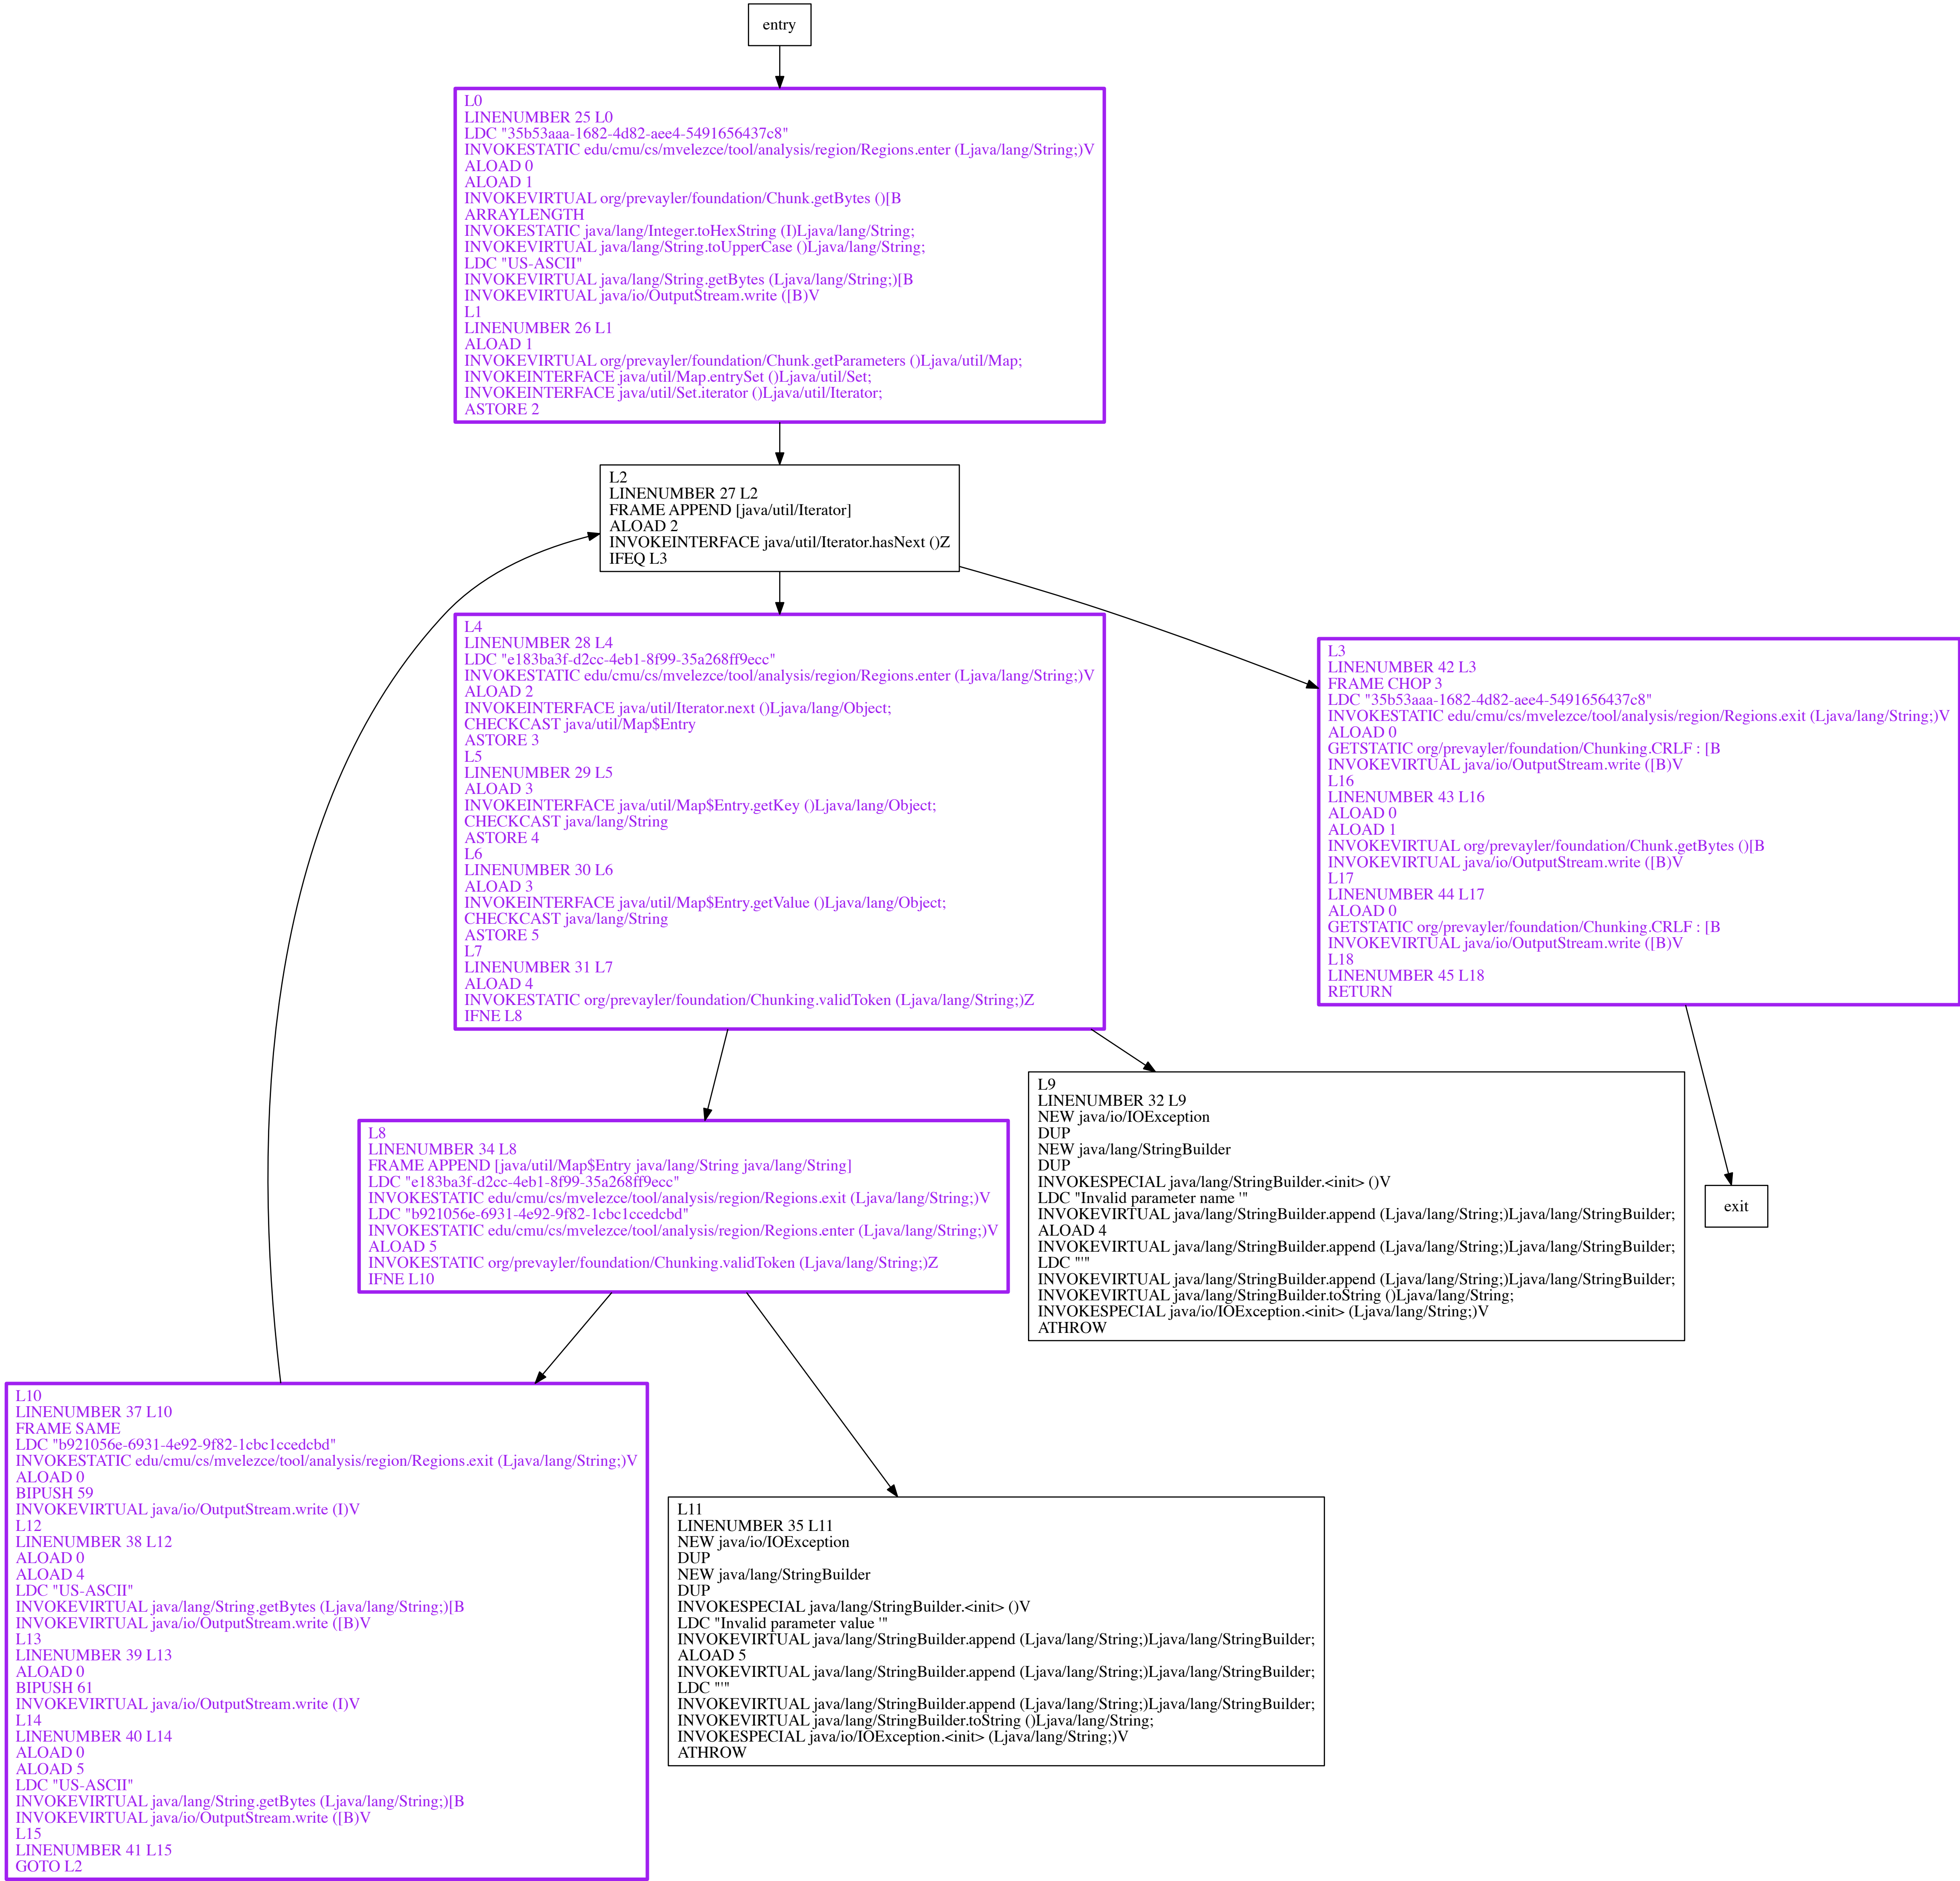 entry
L0
LINENUMBER 25 L0
LDC "35b53aaa-1682-4d82-aee4-5491656437c8"
INVOKESTATIC edu/cmu/cs/mvelezce/tool/analysis/region/Regions.enter (Ljava/lang/String;)V
ALOAD 0
ALOAD 1
INVOKEVIRTUAL org/prevayler/foundation/Chunk.getBytes ()[B
ARRAYLENGTH
INVOKESTATIC java/lang/Integer.toHexString (I)Ljava/lang/String;
INVOKEVIRTUAL java/lang/String.toUpperCase ()Ljava/lang/String;
LDC "US-ASCII"
INVOKEVIRTUAL java/lang/String.getBytes (Ljava/lang/String;)[B
INVOKEVIRTUAL java/io/OutputStream.write ([B)V
L1
LINENUMBER 26 L1
ALOAD 1
INVOKEVIRTUAL org/prevayler/foundation/Chunk.getParameters ()Ljava/util/Map;
INVOKEINTERFACE java/util/Map.entrySet ()Ljava/util/Set;
INVOKEINTERFACE java/util/Set.iterator ()Ljava/util/Iterator;
ASTORE 2
L2
LINENUMBER 27 L2
FRAME APPEND [java/util/Iterator]
ALOAD 2
INVOKEINTERFACE java/util/Iterator.hasNext ()Z
IFEQ L3
L4
LINENUMBER 28 L4
LDC "e183ba3f-d2cc-4eb1-8f99-35a268ff9ecc"
INVOKESTATIC edu/cmu/cs/mvelezce/tool/analysis/region/Regions.enter (Ljava/lang/String;)V
ALOAD 2
INVOKEINTERFACE java/util/Iterator.next ()Ljava/lang/Object;
CHECKCAST java/util/Map$Entry
ASTORE 3
L5
LINENUMBER 29 L5
ALOAD 3
INVOKEINTERFACE java/util/Map$Entry.getKey ()Ljava/lang/Object;
CHECKCAST java/lang/String
ASTORE 4
L6
LINENUMBER 30 L6
ALOAD 3
INVOKEINTERFACE java/util/Map$Entry.getValue ()Ljava/lang/Object;
CHECKCAST java/lang/String
ASTORE 5
L7
LINENUMBER 31 L7
ALOAD 4
INVOKESTATIC org/prevayler/foundation/Chunking.validToken (Ljava/lang/String;)Z
IFNE L8
L3
LINENUMBER 42 L3
FRAME CHOP 3
LDC "35b53aaa-1682-4d82-aee4-5491656437c8"
INVOKESTATIC edu/cmu/cs/mvelezce/tool/analysis/region/Regions.exit (Ljava/lang/String;)V
ALOAD 0
GETSTATIC org/prevayler/foundation/Chunking.CRLF : [B
INVOKEVIRTUAL java/io/OutputStream.write ([B)V
L16
LINENUMBER 43 L16
ALOAD 0
ALOAD 1
INVOKEVIRTUAL org/prevayler/foundation/Chunk.getBytes ()[B
INVOKEVIRTUAL java/io/OutputStream.write ([B)V
L17
LINENUMBER 44 L17
ALOAD 0
GETSTATIC org/prevayler/foundation/Chunking.CRLF : [B
INVOKEVIRTUAL java/io/OutputStream.write ([B)V
L18
LINENUMBER 45 L18
RETURN
L8
LINENUMBER 34 L8
FRAME APPEND [java/util/Map$Entry java/lang/String java/lang/String]
LDC "e183ba3f-d2cc-4eb1-8f99-35a268ff9ecc"
INVOKESTATIC edu/cmu/cs/mvelezce/tool/analysis/region/Regions.exit (Ljava/lang/String;)V
LDC "b921056e-6931-4e92-9f82-1cbc1ccedcbd"
INVOKESTATIC edu/cmu/cs/mvelezce/tool/analysis/region/Regions.enter (Ljava/lang/String;)V
ALOAD 5
INVOKESTATIC org/prevayler/foundation/Chunking.validToken (Ljava/lang/String;)Z
IFNE L10
L9
LINENUMBER 32 L9
NEW java/io/IOException
DUP
NEW java/lang/StringBuilder
DUP
INVOKESPECIAL java/lang/StringBuilder.<init> ()V
LDC "Invalid parameter name '"
INVOKEVIRTUAL java/lang/StringBuilder.append (Ljava/lang/String;)Ljava/lang/StringBuilder;
ALOAD 4
INVOKEVIRTUAL java/lang/StringBuilder.append (Ljava/lang/String;)Ljava/lang/StringBuilder;
LDC "'"
INVOKEVIRTUAL java/lang/StringBuilder.append (Ljava/lang/String;)Ljava/lang/StringBuilder;
INVOKEVIRTUAL java/lang/StringBuilder.toString ()Ljava/lang/String;
INVOKESPECIAL java/io/IOException.<init> (Ljava/lang/String;)V
ATHROW
exit
L10
LINENUMBER 37 L10
FRAME SAME
LDC "b921056e-6931-4e92-9f82-1cbc1ccedcbd"
INVOKESTATIC edu/cmu/cs/mvelezce/tool/analysis/region/Regions.exit (Ljava/lang/String;)V
ALOAD 0
BIPUSH 59
INVOKEVIRTUAL java/io/OutputStream.write (I)V
L12
LINENUMBER 38 L12
ALOAD 0
ALOAD 4
LDC "US-ASCII"
INVOKEVIRTUAL java/lang/String.getBytes (Ljava/lang/String;)[B
INVOKEVIRTUAL java/io/OutputStream.write ([B)V
L13
LINENUMBER 39 L13
ALOAD 0
BIPUSH 61
INVOKEVIRTUAL java/io/OutputStream.write (I)V
L14
LINENUMBER 40 L14
ALOAD 0
ALOAD 5
LDC "US-ASCII"
INVOKEVIRTUAL java/lang/String.getBytes (Ljava/lang/String;)[B
INVOKEVIRTUAL java/io/OutputStream.write ([B)V
L15
LINENUMBER 41 L15
GOTO L2
L11
LINENUMBER 35 L11
NEW java/io/IOException
DUP
NEW java/lang/StringBuilder
DUP
INVOKESPECIAL java/lang/StringBuilder.<init> ()V
LDC "Invalid parameter value '"
INVOKEVIRTUAL java/lang/StringBuilder.append (Ljava/lang/String;)Ljava/lang/StringBuilder;
ALOAD 5
INVOKEVIRTUAL java/lang/StringBuilder.append (Ljava/lang/String;)Ljava/lang/StringBuilder;
LDC "'"
INVOKEVIRTUAL java/lang/StringBuilder.append (Ljava/lang/String;)Ljava/lang/StringBuilder;
INVOKEVIRTUAL java/lang/StringBuilder.toString ()Ljava/lang/String;
INVOKESPECIAL java/io/IOException.<init> (Ljava/lang/String;)V
ATHROW